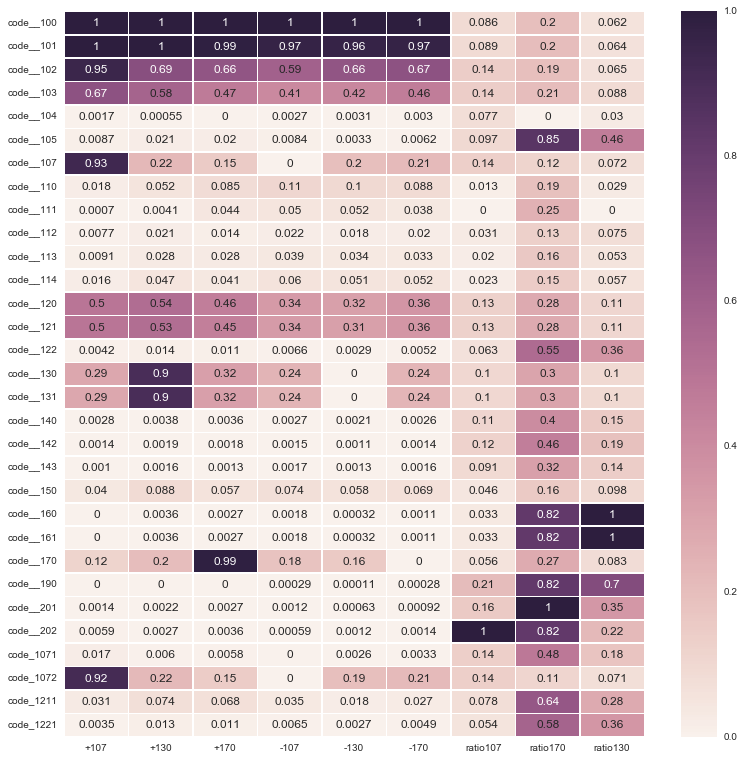 code__100 1 1 1 1 1 1 0.086 0.2 0.062 1.0
code__101 1 1 0.99 0.97 0.96 0.97 0.089 0.2 0.064
code__102 0.95 0.69 0.66 0.59 0.66 0.67 0.14 0.19 0.065
code__103 0.67 0.58 0.47 0.41 0.42 0.46 0.14 0.21 0.088
code__104 0.0017 0.00055 0 0.0027 0.0031 0.003 0.077 0 0.03
code__105 0.0087 0.021 0.02 0.0084 0.0033 0.0062 0.097 0.85 0.46
0.8
code__107 0.93 0.22 0.15 0 0.2 0.21 0.14 0.12 0.072
code__110 0.018 0.052 0.085 0.11 0.1 0.088 0.013 0.19 0.029
code__111 0.0007 0.0041 0.044 0.05 0.052 0.038 0 0.25 0
code__112 0.0077 0.021 0.014 0.022 0.018 0.02 0.031 0.13 0.075
code__113 0.0091 0.028 0.028 0.039 0.034 0.033 0.02 0.16 0.053
code__114 0.016 0.047 0.041 0.06 0.051 0.052 0.023 0.15 0.057
code__120 0.5 0.54 0.46 0.34 0.32 0.36 0.13 0.28 0.11
0.6
code__121 0.5 0.53 0.45 0.34 0.31 0.36 0.13 0.28 0.11
code__122 0.0042 0.014 0.011 0.0066 0.0029 0.0052 0.063 0.55 0.36
code__130 0.29 0.9 0.32 0.24 0 0.24 0.1 0.3 0.1
code__131 0.29 0.9 0.32 0.24 0 0.24 0.1 0.3 0.1
code__140 0.0028 0.0038 0.0036 0.0027 0.0021 0.0026 0.11 0.4 0.15
code__142 0.0014 0.0019 0.0018 0.0015 0.0011 0.0014 0.12 0.46 0.19
0.4
code__143 0.001 0.0016 0.0013 0.0017 0.0013 0.0016 0.091 0.32 0.14
code__150 0.04 0.088 0.057 0.074 0.058 0.069 0.046 0.16 0.098
code__160 0 0.0036 0.0027 0.0018 0.00032 0.0011 0.033 0.82 1
code__161 0 0.0036 0.0027 0.0018 0.00032 0.0011 0.033 0.82 1
code__170 0.12 0.2 0.99 0.18 0.16 0 0.056 0.27 0.083
code__190 0 0 0 0.00029 0.00011 0.00028 0.21 0.82 0.7
code__201 0.0014 0.0022 0.0027 0.0012 0.00063 0.00092 0.16 1 0.35
0.2
code__202 0.0059 0.0027 0.0036 0.00059 0.0012 0.0014 1 0.82 0.22
code_1071 0.017 0.006 0.0058 0 0.0026 0.0033 0.14 0.48 0.18
code_1072 0.92 0.22 0.15 0 0.19 0.21 0.14 0.11 0.071
code_1211 0.031 0.074 0.068 0.035 0.018 0.027 0.078 0.64 0.28
code_1221 0.0035 0.013 0.011 0.0065 0.0027 0.0049 0.054 0.58 0.36
0.0
+107 +130 +170 -107 -130 -170 ratio107 ratio170 ratio130